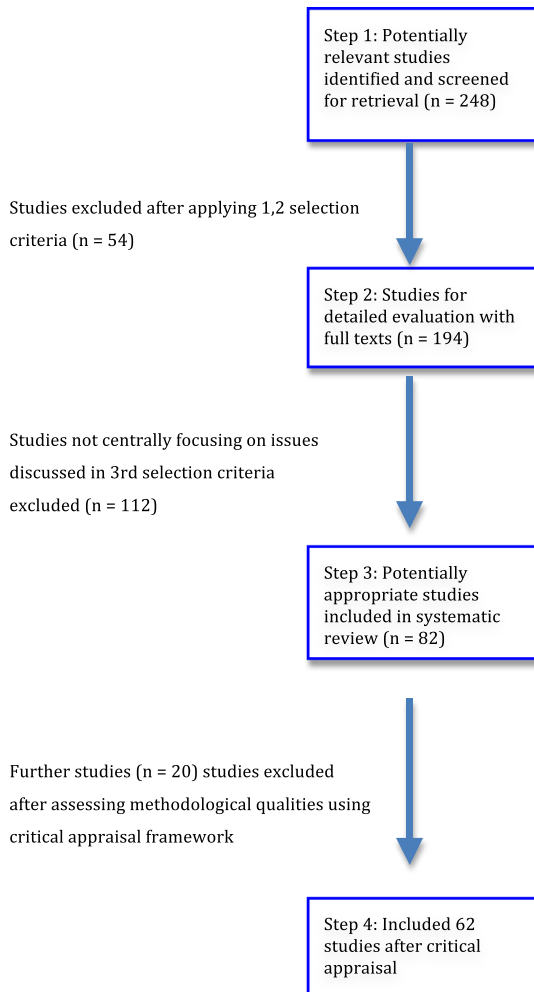 Step 1: Potentially
relevant studies
identified and screened
for retrieval (n = 248)
Studies excluded after applying 1,2 selection
criteria (n = 54)
Step 2: Studies for
detailed evaluation with
full texts (n = 194)
Studies not centrally focusing on issues
discussed in 3rd selection criteria
excluded (n = 112)
Step 3: Potentially
appropriate studies
included in systematic
review (n = 82)
Further studies (n = 20) studies excluded
after assessing methodological qualities using
critical appraisal framework
Step 4: Included 62
studies after critical
appraisal